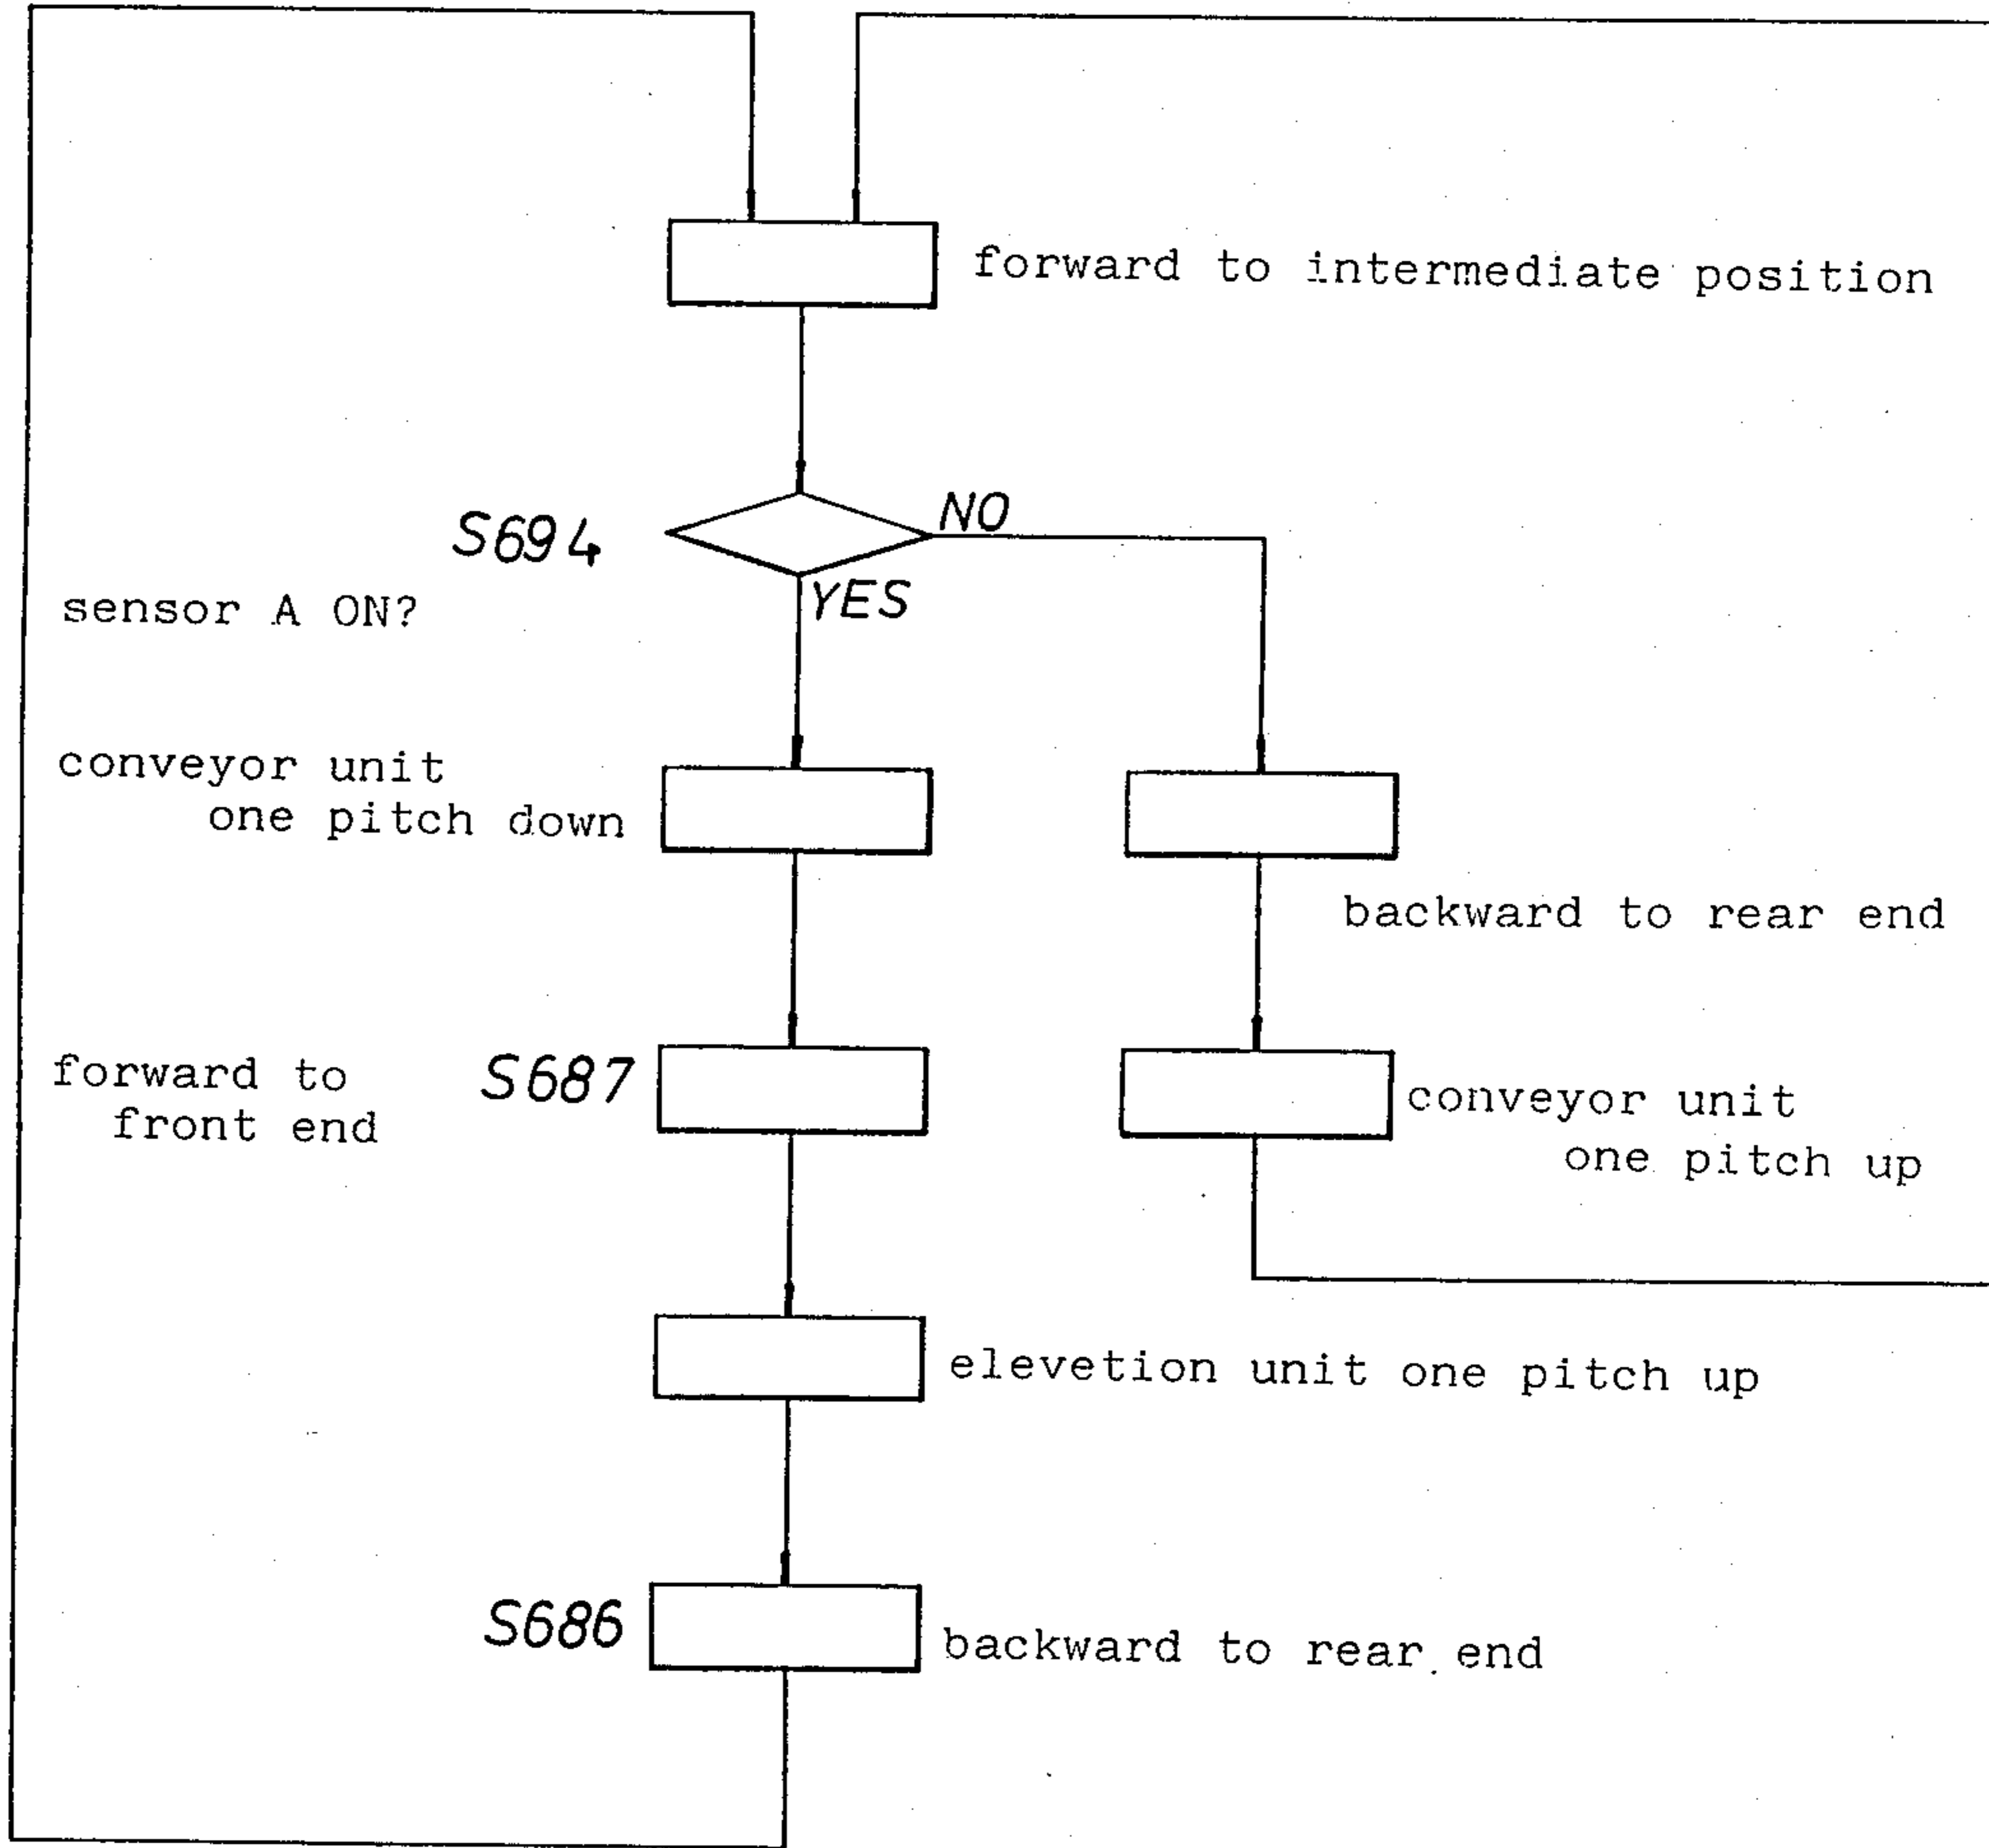 forward to intermediate position
S694
NO
YES
sensor A ON?
conveyor unit
one pitch down
backward to rear end
forward to
front end
S687
conveyor unit
one pitch up
elevetion unit one pitch up
S686
backward to rear end